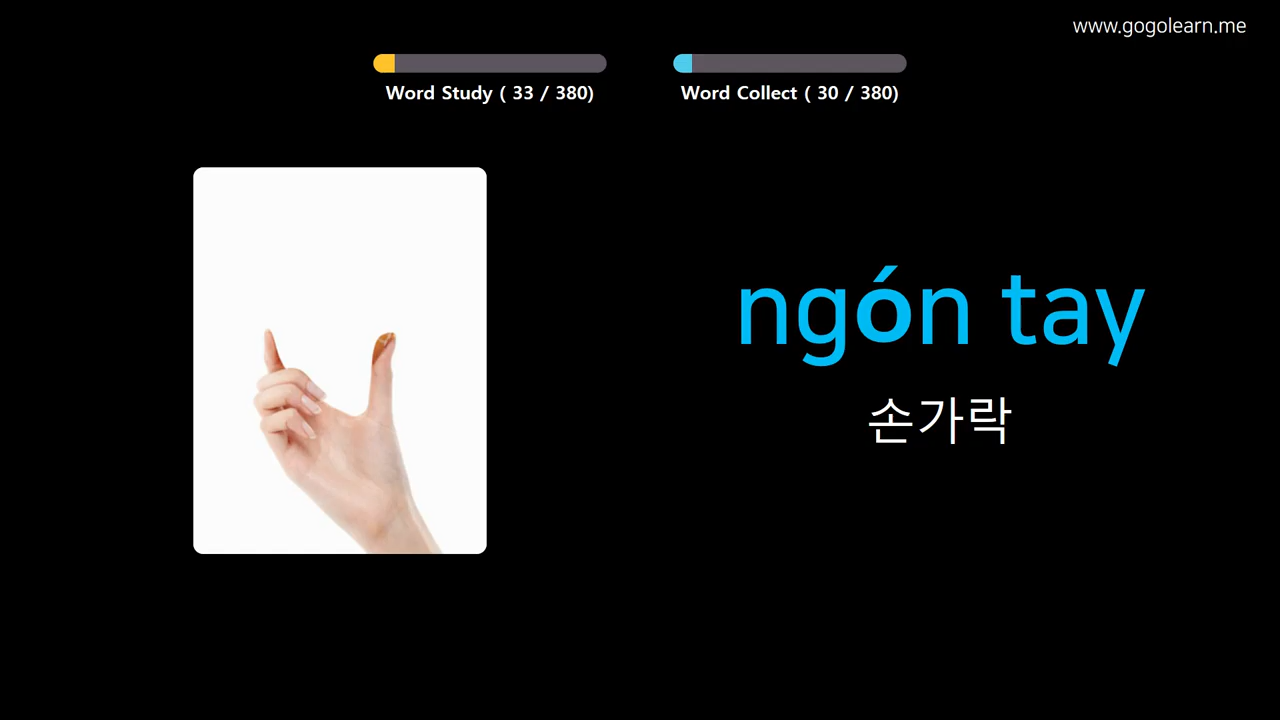 www.gogolearn.me
Word Study ( 33 / 380)
Word Collect ( 30 / 380)
ngón tay
손가락